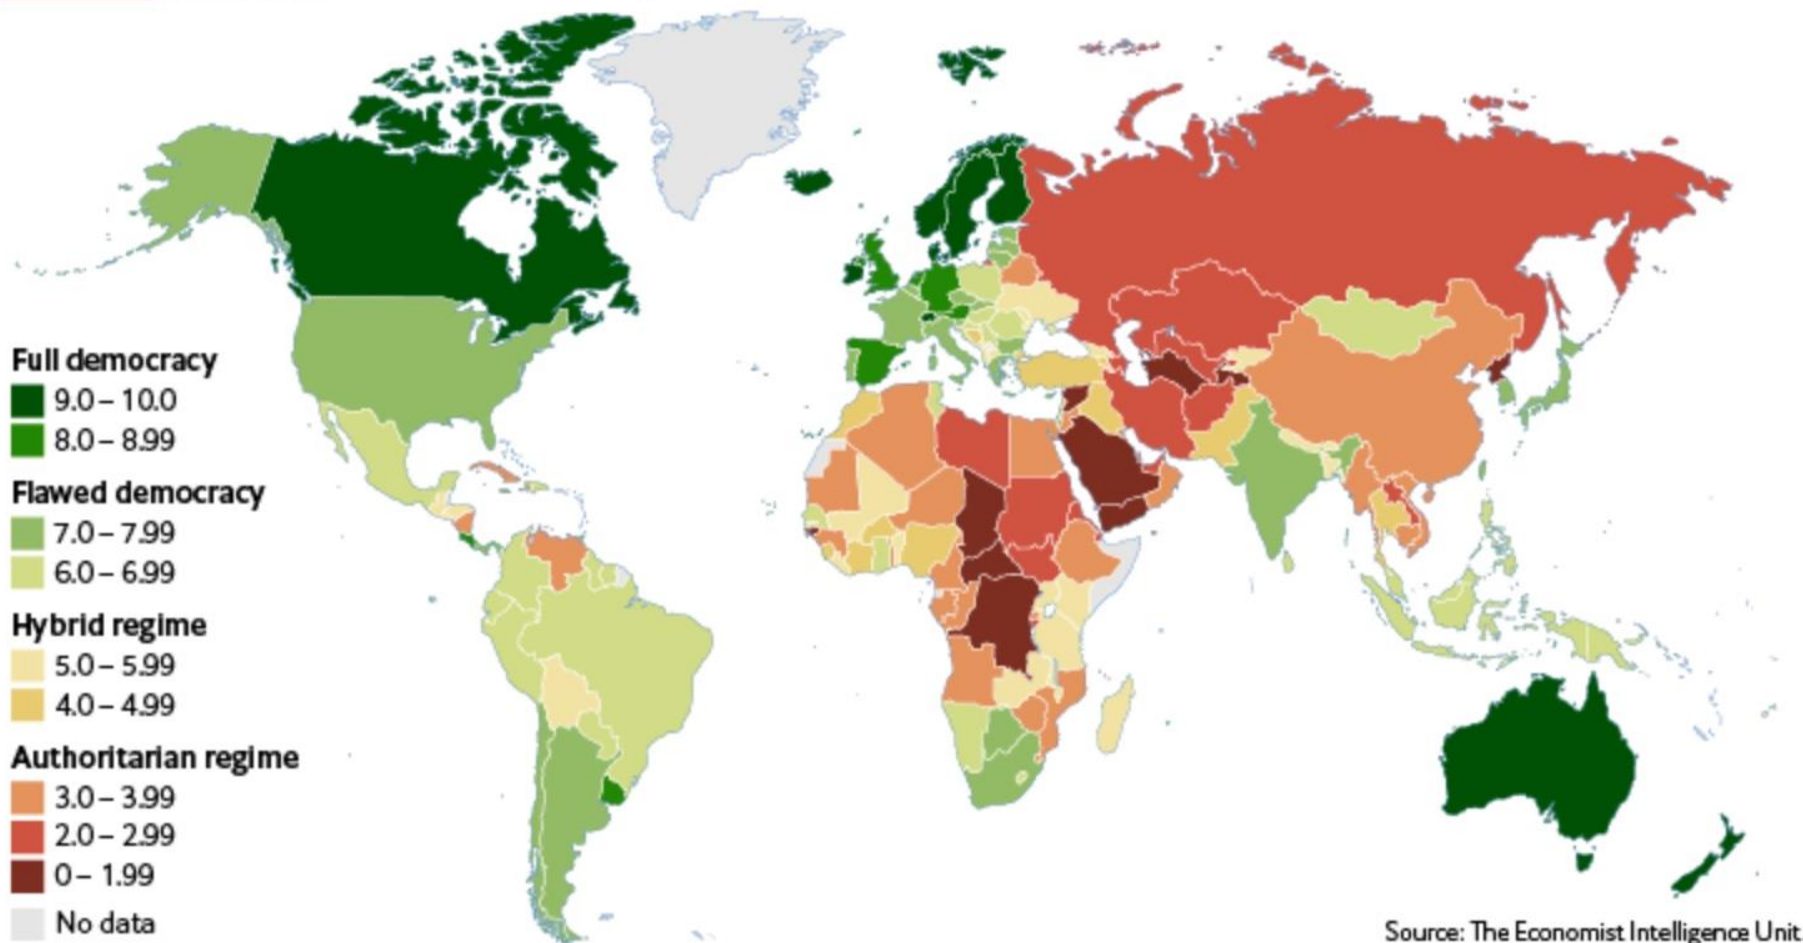 Full democracy
9.0 – 10.0
8.0 – 8.99
Flawed democracy
7.0 – 7.99
6.0 – 6.99
Hybrid regime
5.0 – 5.99
4.0 – 4.99
Authoritarian regime
3.0 – 3.99
2.0 – 2.99
0 – 1.99
No data
Source: The Economist Intelligence Unit